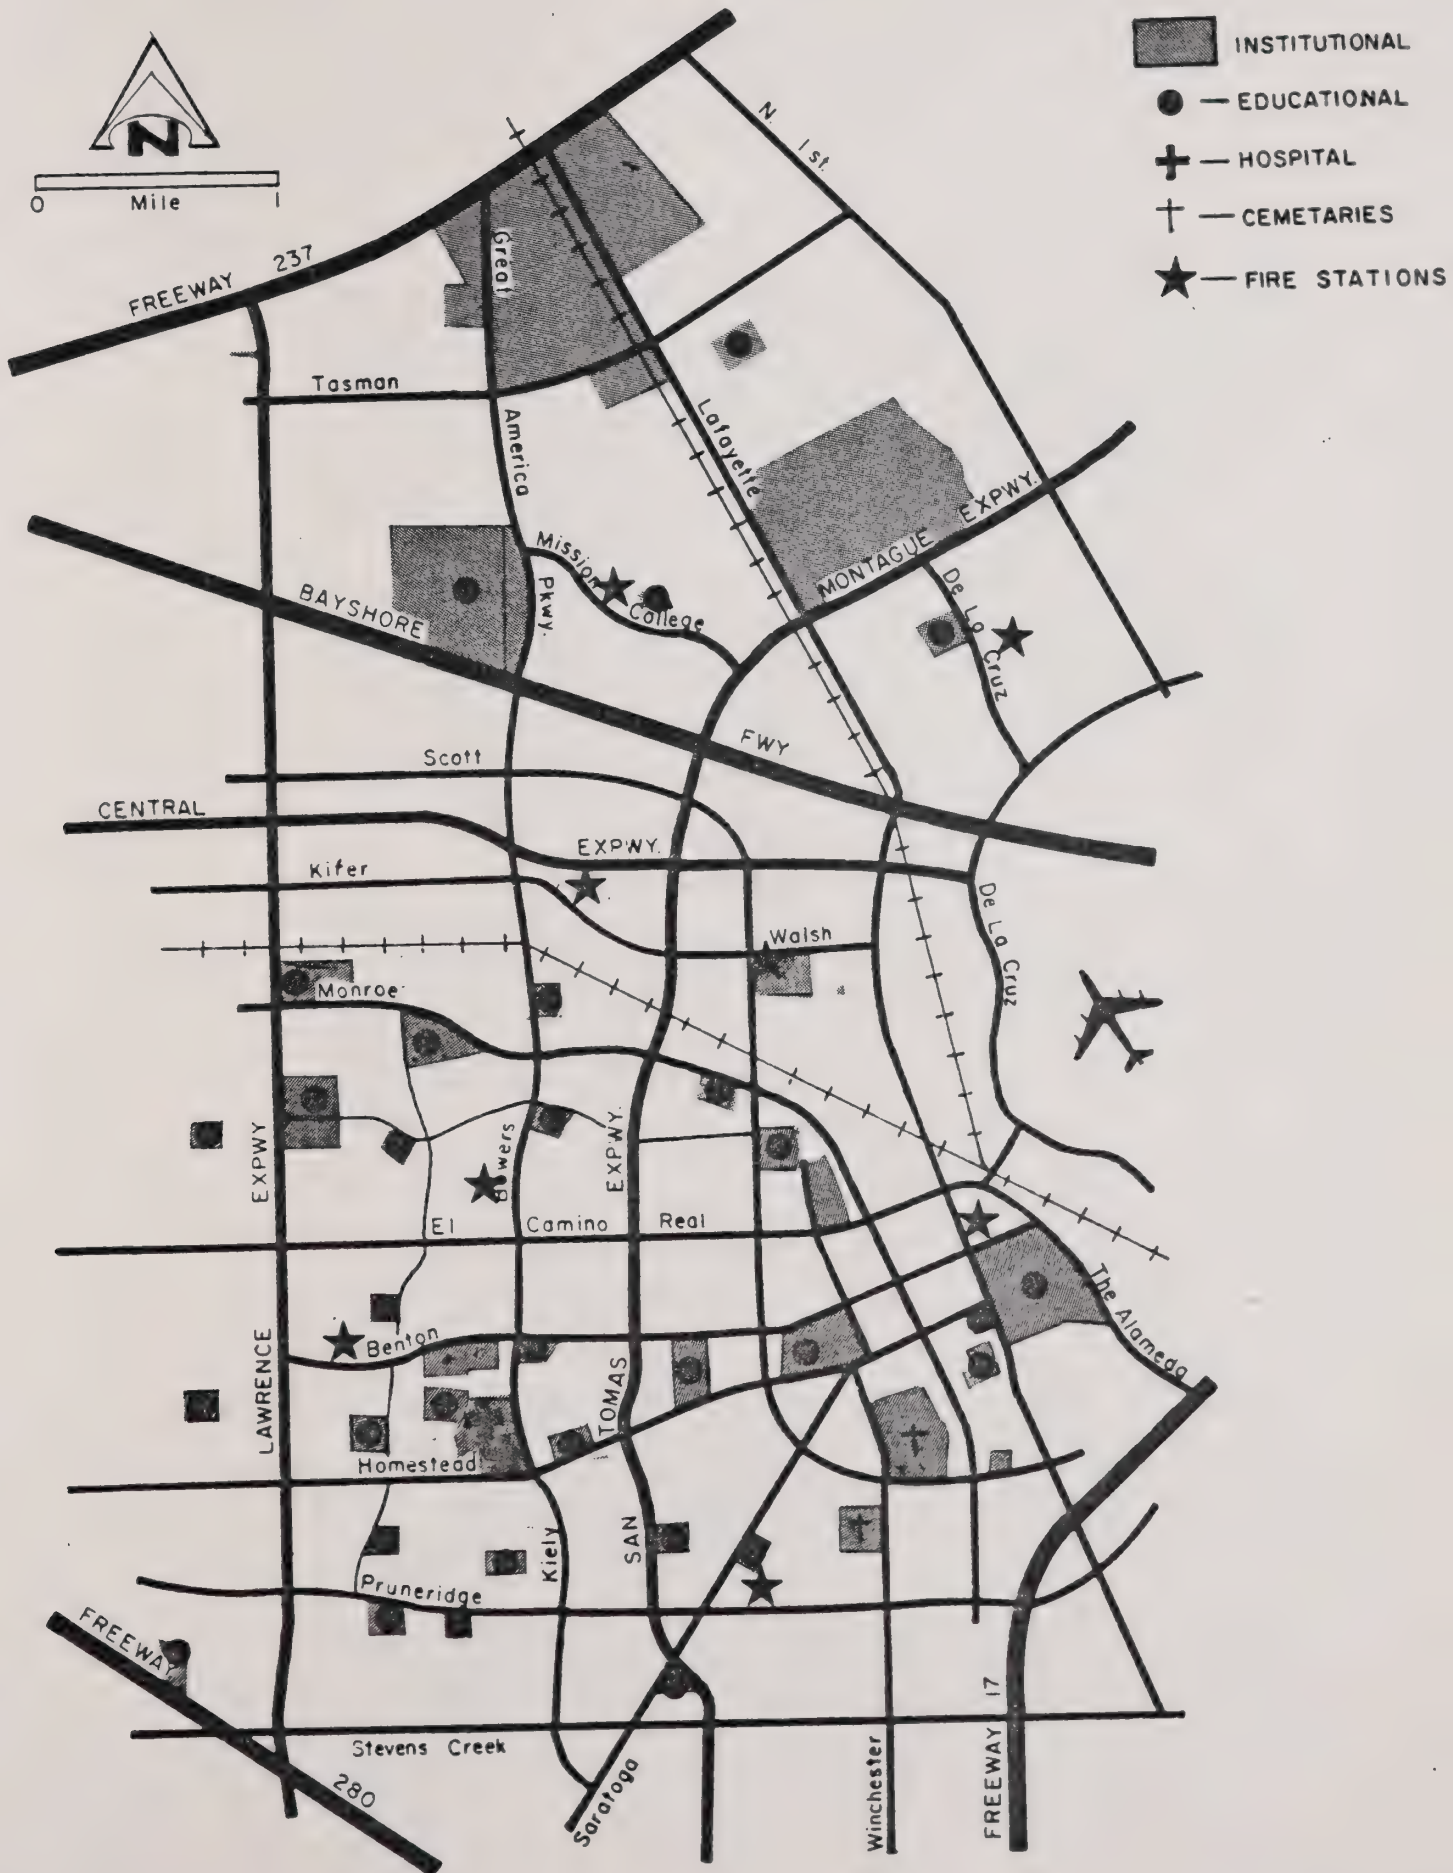 INSTITUTIONAL
— EDUCATIONAL
— HOSPITAL
— CEMETARIES
— FIRE STATIONS
N
0 Mile 1
N. 1st.
FREEWAY 237
Great
America
Pkwy.
Tasman
Lafayette
MONTAGUE EXPWY.
Mission
College
De La Cruz
BAYSHORE
FWY
Scott
CENTRAL
EXPWY.
Kifer
Walsh
De La Cruz
Monroe
Bowers
EXPWY
EXPWY.
El Camino Real
The Alameda
LAWRENCE
Benton
TOMAS
Homestead
SAN
Kiely
Pruneridge
FREEWAY
280
Stevens Creek
Saratoga
Winchester
FREEWAY 17